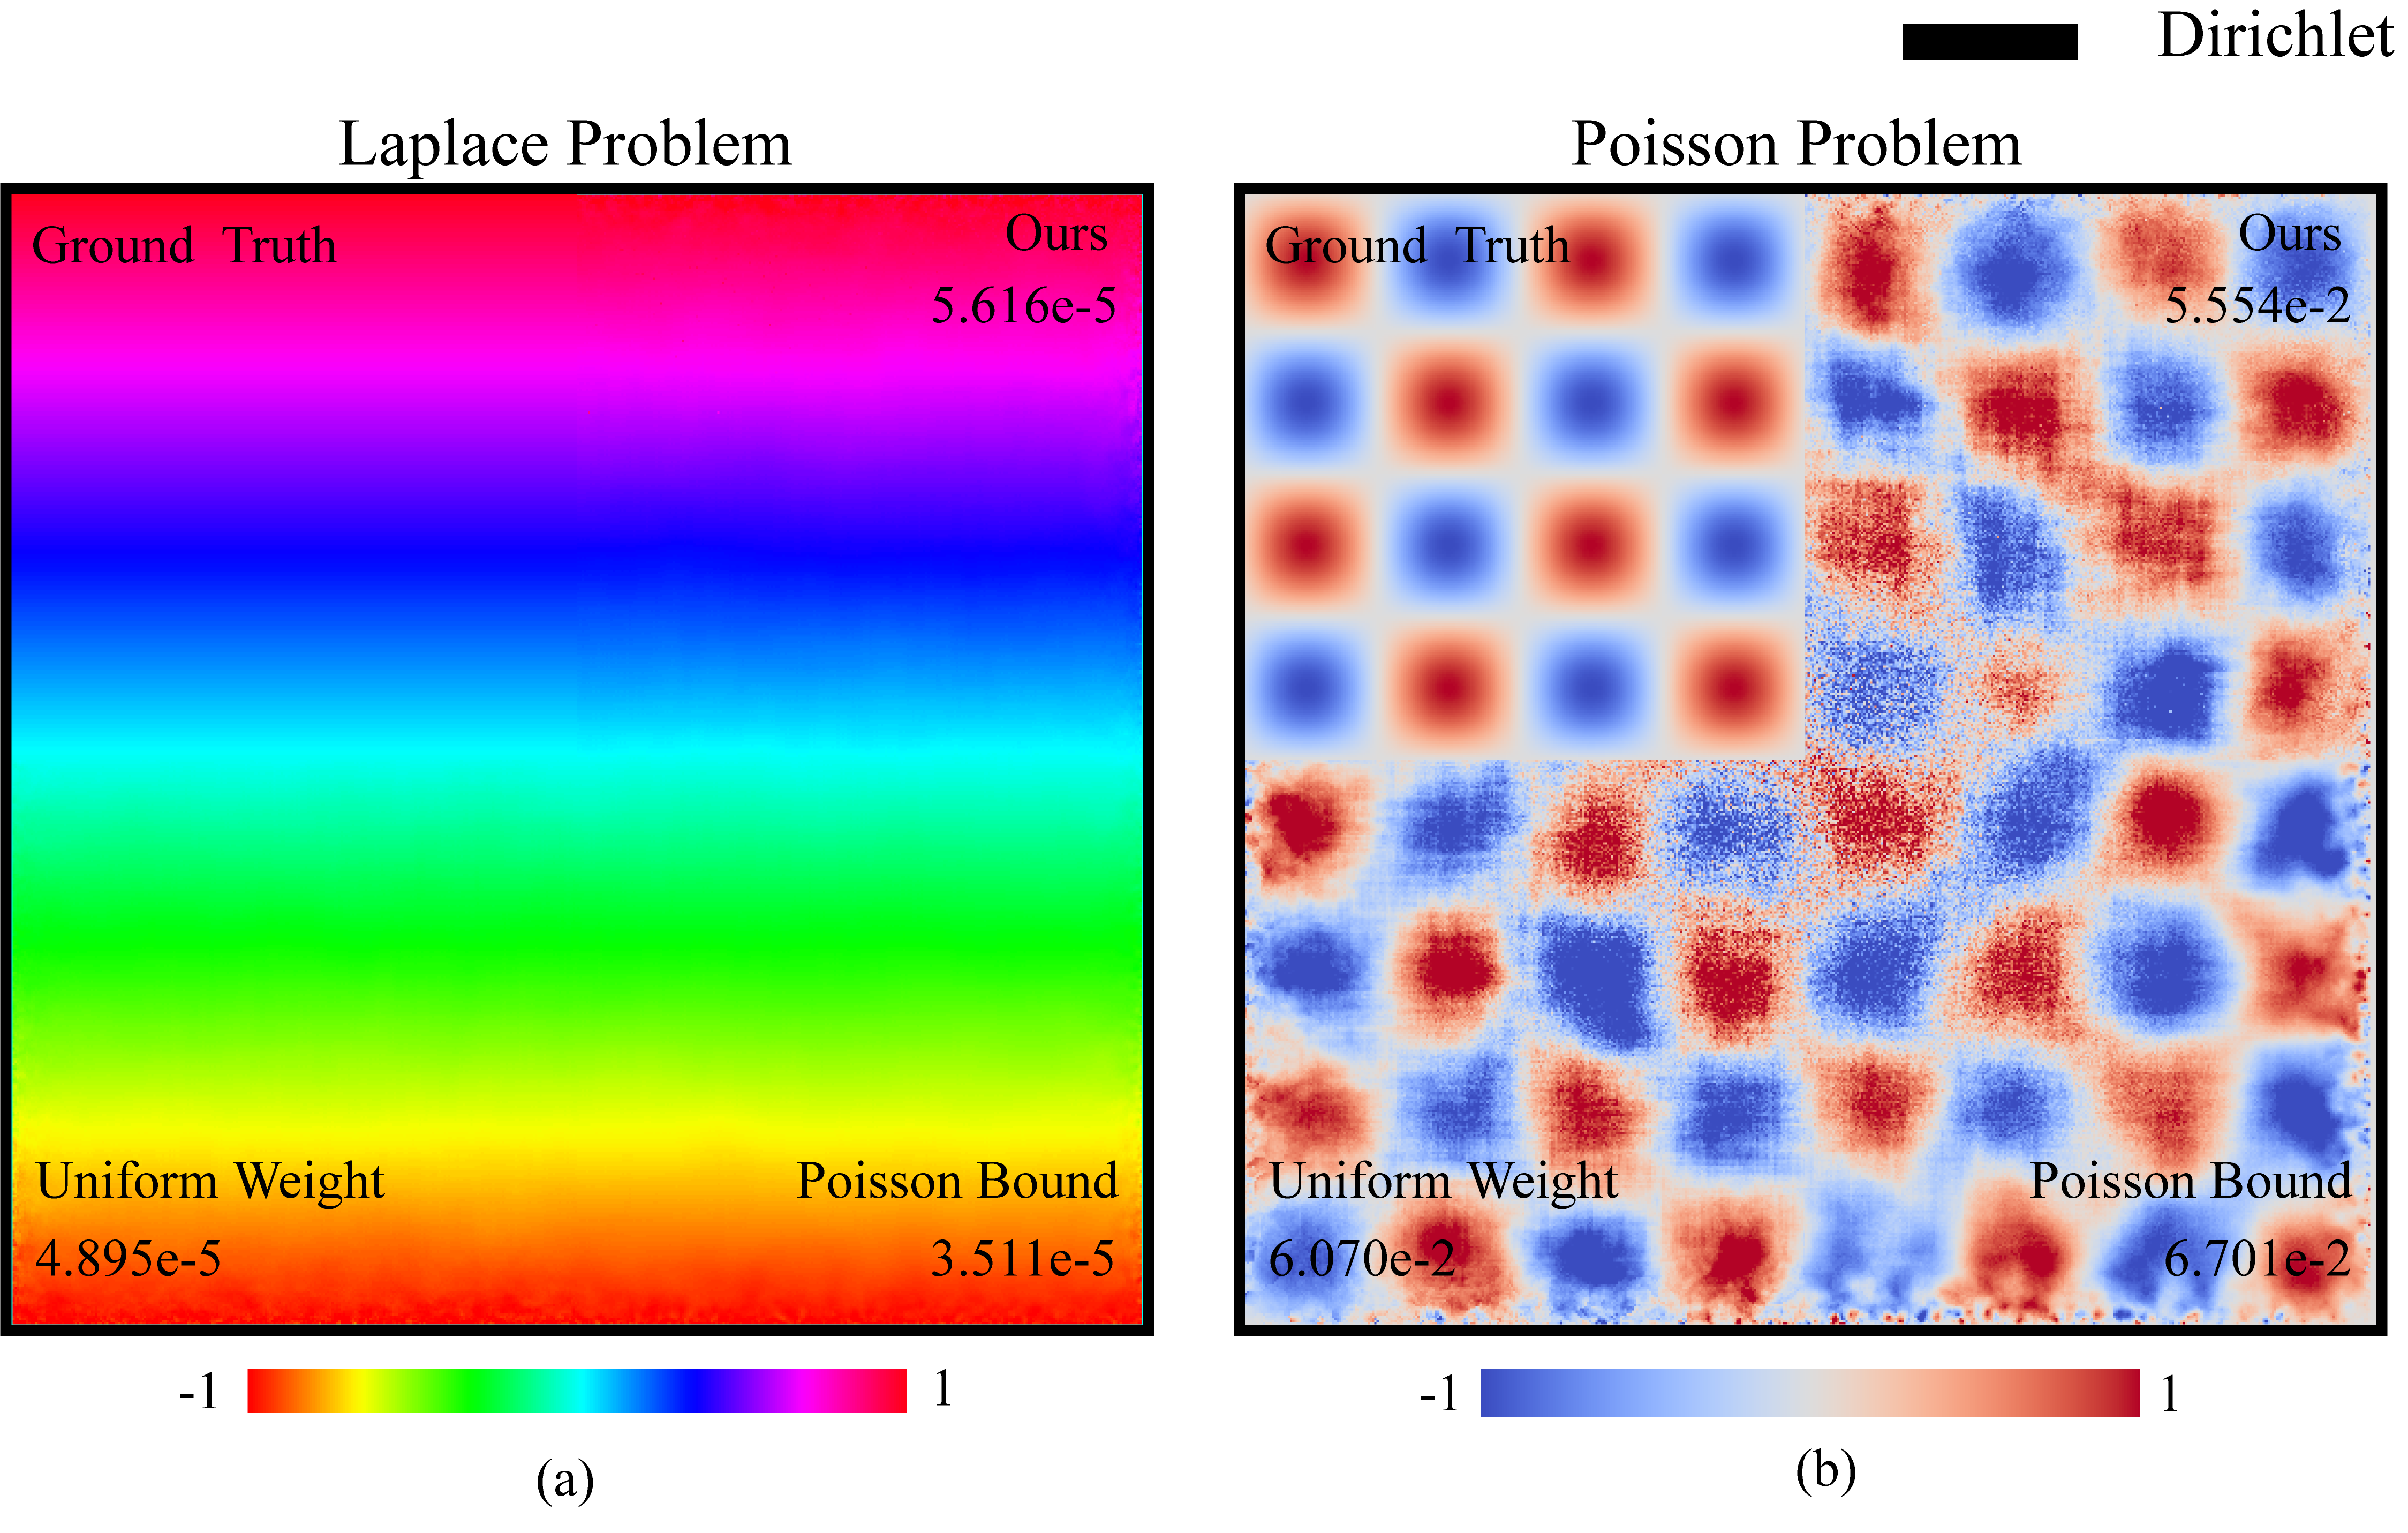 Dirichlet
Laplace Problem
Ground Truth
Ours
5.616e-5
Uniform Weight
4.895e-5
Poisson Bound
3.511e-5
-1
1
(a)
Poisson Problem
Ground Truth
Ours
5.554e-2
Uniform Weight
6.070e-2
Poisson Bound
6.701e-2
-1
1
(b)